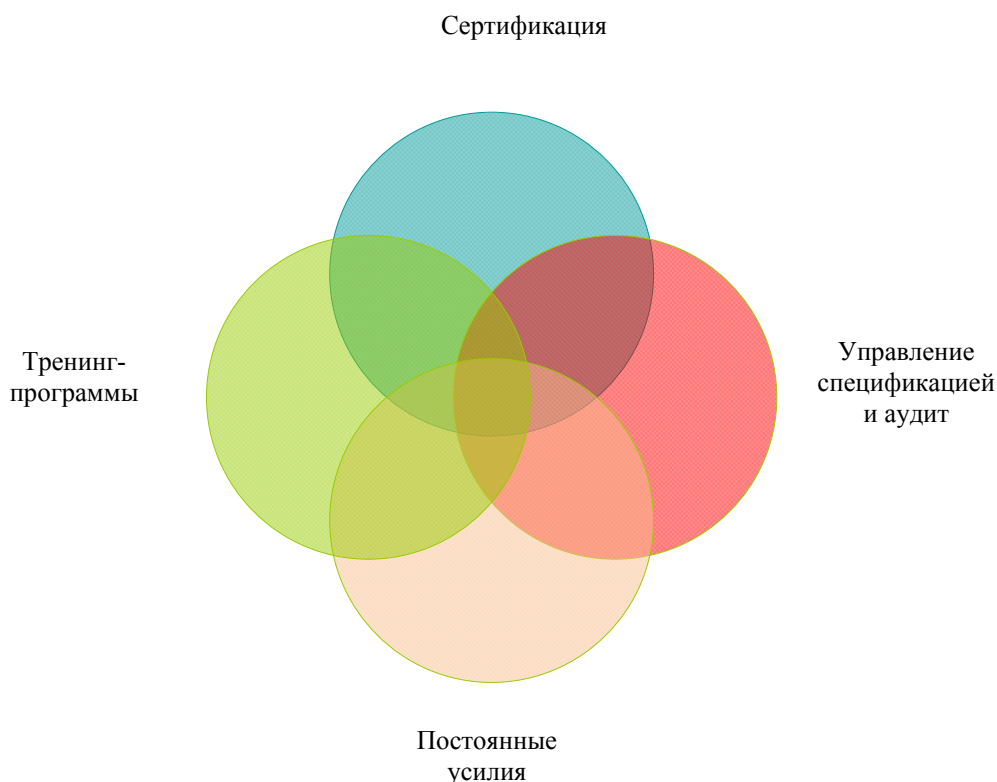 Сертификация
Тренинг-
программы
Управление
спецификацией
и аудит
Постоянные
усилия